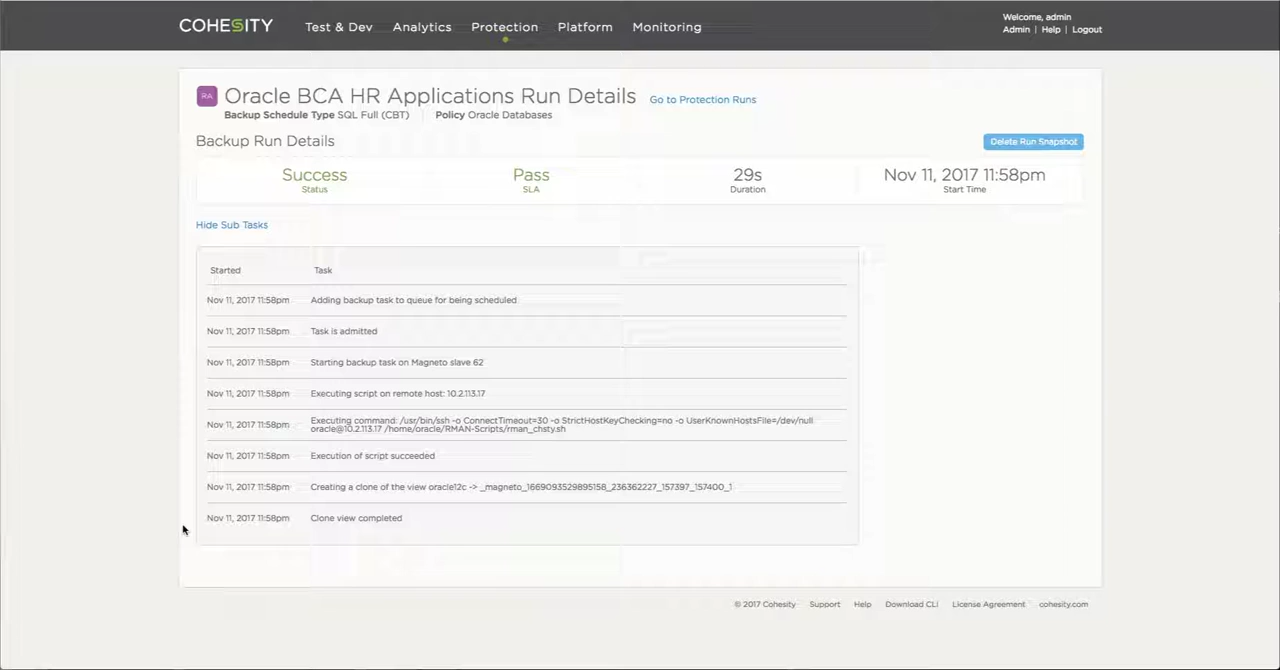 COHESITY Test & Dev Analytics Protection Platform Monitoring
Welcome, admin
Admin | Help | Logout
RA Oracle BCA HR Applications Run Details Go to Protection Runs
Backup Schedule Type SQL Full (CBT) Policy Oracle Databases
Backup Run Details
Delete Run Snapshot
Success Pass 29s Nov 11, 2017 11:58pm
Status SLA Duration Start Time
Hide Sub Tasks
Started Task
Nov 11, 2017 11:58pm Adding backup task to queue for being scheduled
Nov 11, 2017 11:58pm Task is admitted
Nov 11, 2017 11:58pm Starting backup task on Magneto slave 62
Nov 11, 2017 11:58pm Executing script on remote host: 10.2.113.17
Nov 11, 2017 11:58pm Executing command: /usr/bin/ssh -o ConnectTimeout=30 -o StrictHostKeyChecking=no -o UserKnownHostsFile=/dev/null
oracle@10.2.113.17 /home/oracle/RMAN-Scripts/rman_chsty.sh
Nov 11, 2017 11:58pm Execution of script succeeded
Nov 11, 2017 11:58pm Creating a clone of the view oracle12c -> _magneto_1669093529895158_236362227_157397_157400_1
Nov 11, 2017 11:58pm Clone view completed
© 2017 Cohesity Support Help Download CLI License Agreement cohesity.com